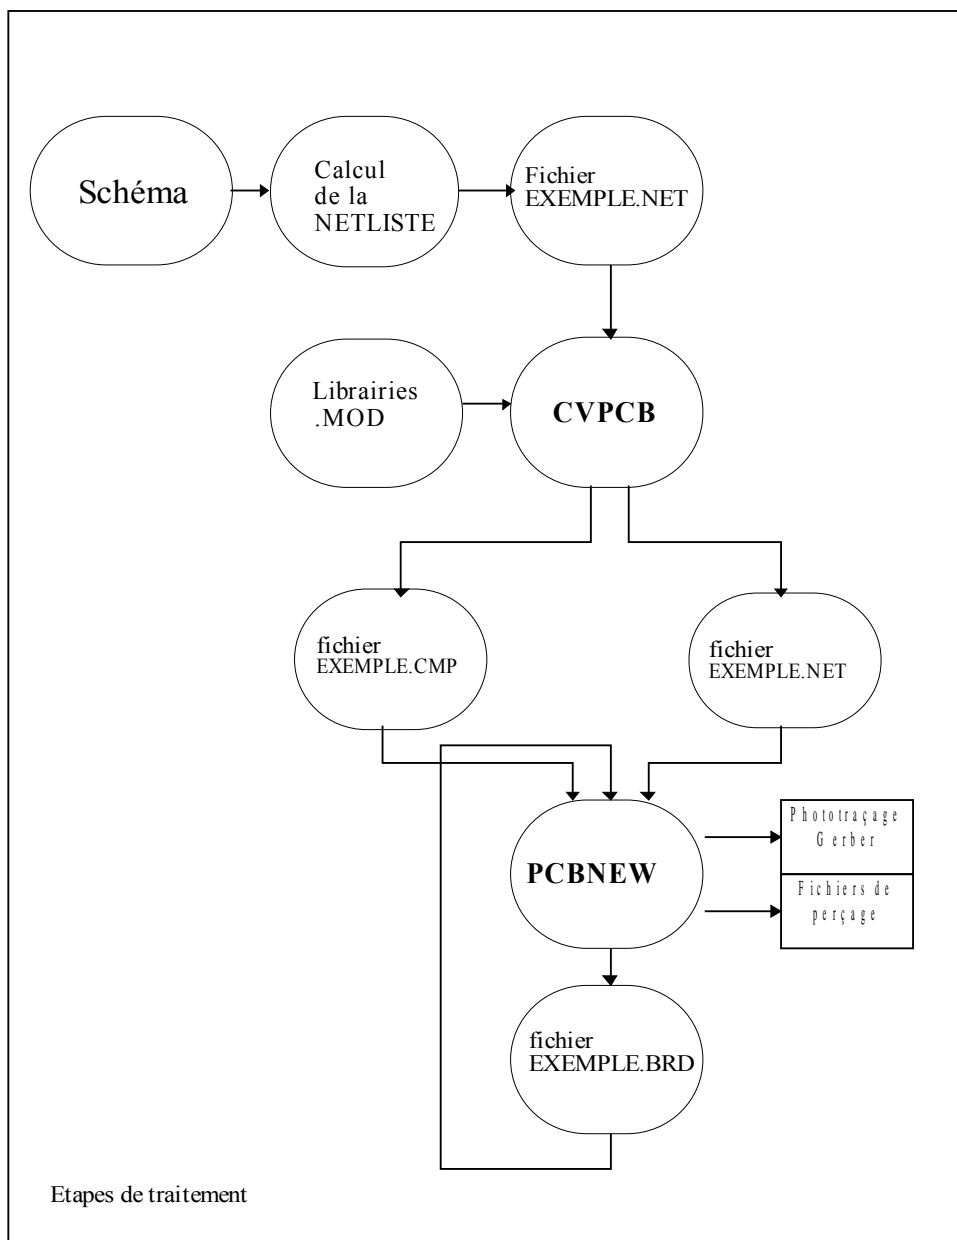 Schéma
Calcul
de la
NETLISTE
Fichier
EXEMPLE.NET
Librairies
.MOD
CVPCB
fichier
EXEMPLE.CMP
fichier
EXEMPLE.NET
PCBNEW
Phototraçage
Gerber
Fichiers de
perçage
fichier
EXEMPLE.BRD
Etapes de traitement